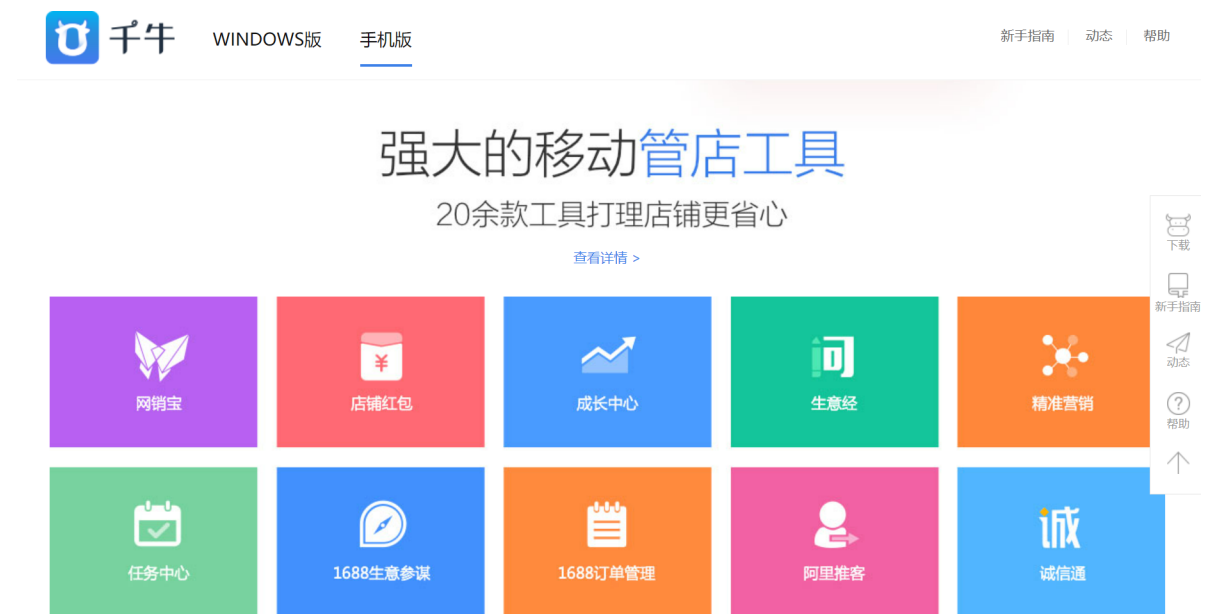 千牛 WINDOWS版 手机版 新手指南 动态 帮助
强大的移动管店工具
20余款工具打理店铺更省心
查看详情 >
下载
新手指南
动态
帮助
网销宝 店铺红包 成长中心 生意经 精准营销
任务中心 1688生意参谋 1688订单管理 阿里推客 诚信通